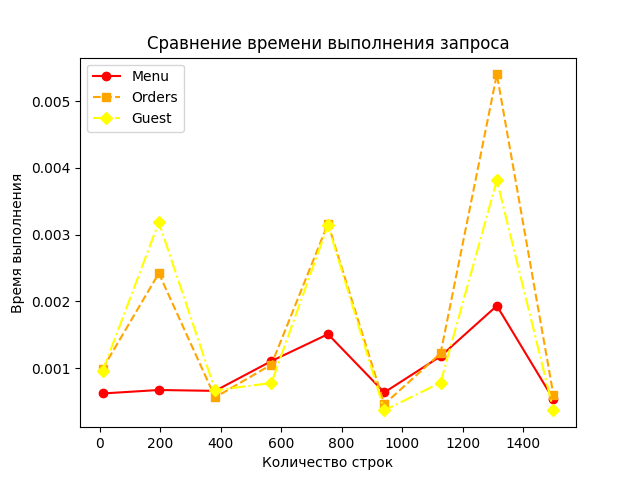 Сравнение времени выполнения запроса
Menu
Orders
Guest
0.005
0.004
0.003
0.002
0.001
Время выполнения
0 200 400 600 800 1000 1200 1400
Количество строк